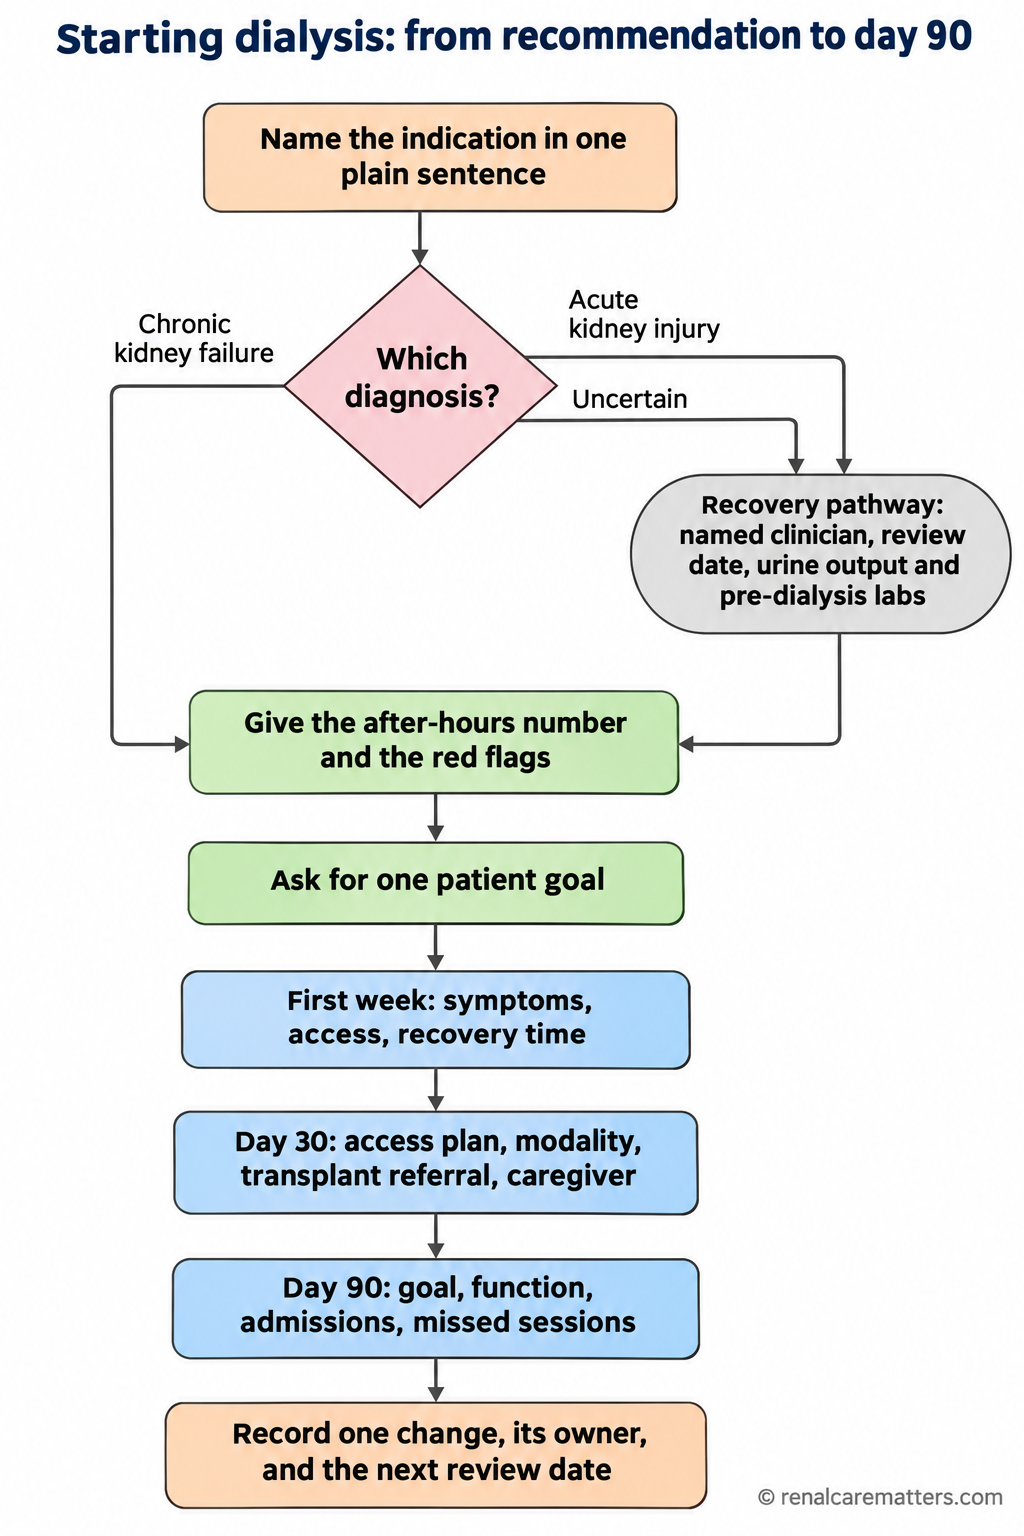 Starting dialysis: from recommendation to day 90
Name the indication in one
plain sentence
Chronic
kidney failure
Which
diagnosis?
Acute
kidney injury
Uncertain
Recovery pathway:
named clinician, review
date, urine output and
pre-dialysis labs
Give the after-hours number
and the red flags
Ask for one patient goal
First week: symptoms,
access, recovery time
Day 30: access plan, modality,
transplant referral, caregiver
Day 90: goal, function,
admissions, missed sessions
Record one change, its owner,
and the next review date
© renalcarematters.com